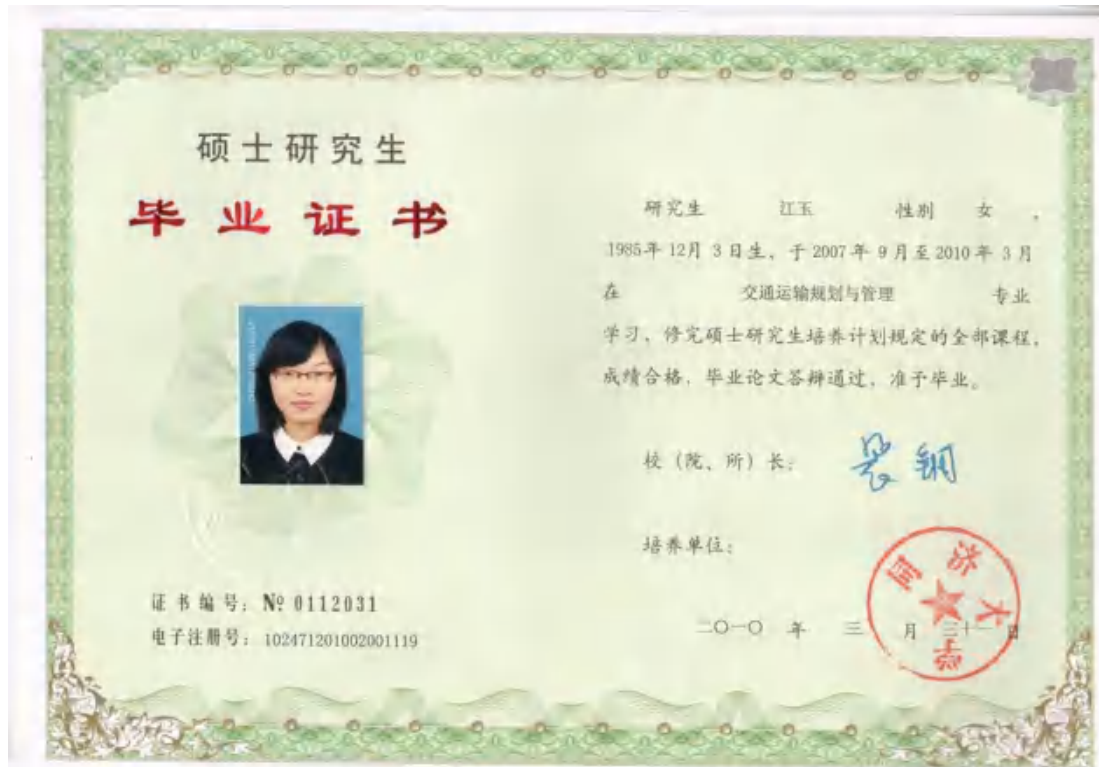 硕士研究生
毕业证书
证书编号：№ 0112031
电子注册号：102471201002001119
研究生 江玉 性别 女 ，
1985年 12月 3日生，于 2007年 9月至 2010年 3月
在 交通运输规划与管理 专业
学习，修完硕士研究生培养计划规定的全部课程，
成绩合格，毕业论文答辩通过，准予毕业。
校（院、所）长：
培养单位：
同济大学
二〇一〇 年 三 月 三十一 日